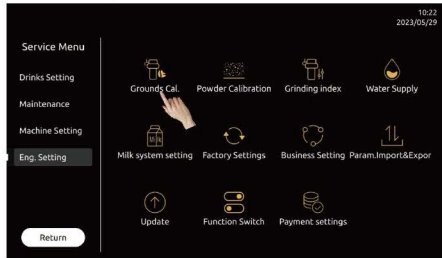 10:22
2023/05/29
Service Menu
Drinks Setting
Maintenance
Machine Setting
Eng. Setting
Return
Grounds Cal.
Powder Calibration
Grinding index
Water Supply
Milk system setting
Factory Settings
Business Setting
Param.Import&Expor
Update
Function Switch
Payment settings